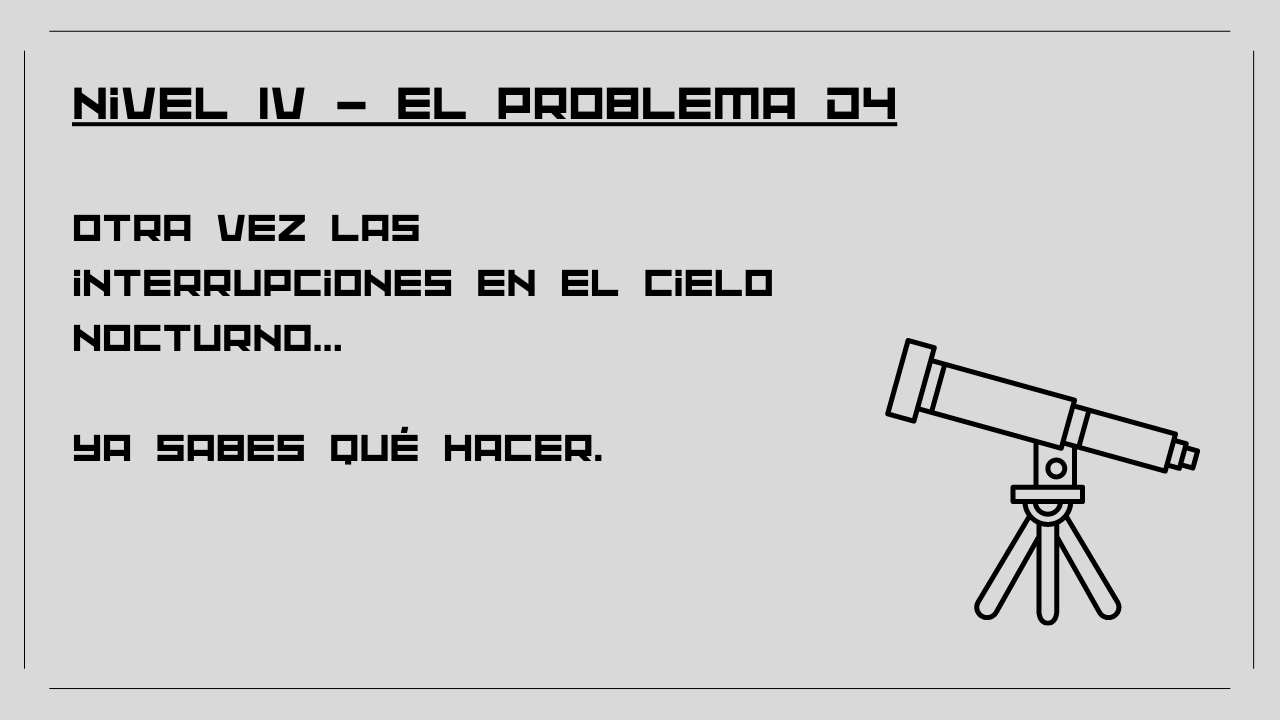 NIVEL IV - EL PROBLEMA D4
OTRA VEZ LAS
INTERRUPCIONES EN EL CIELO
NOCTURNO...
YA SABES QUÉ HACER.